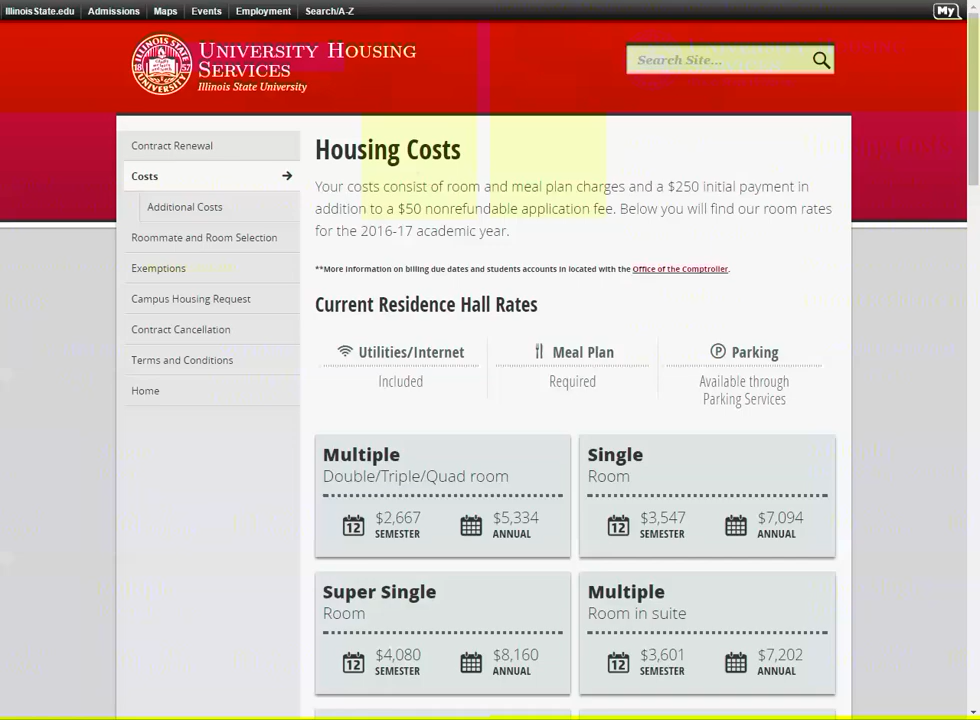 IllinoisState.edu Admissions Maps Events Employment Search/A-Z My
University Housing
Services
Illinois State University
Search Site...
Contract Renewal
Costs
Additional Costs
Roommate and Room Selection
Exemptions
Campus Housing Request
Contract Cancellation
Terms and Conditions
Home
Housing Costs
Your costs consist of room and meal plan charges and a $250 initial payment in
addition to a $50 nonrefundable application fee. Below you will find our room rates
for the 2016-17 academic year.
**More information on billing due dates and students accounts in located with the Office of the Comptroller.
Current Residence Hall Rates
Utilities/Internet
Included
Meal Plan
Required
Parking
Available through
Parking Services
Multiple
Double/Triple/Quad room
12 $2,667 $5,334
SEMESTER ANNUAL
Single
Room
12 $3,547 $7,094
SEMESTER ANNUAL
Super Single
Room
12 $4,080 $8,160
SEMESTER ANNUAL
Multiple
Room in suite
12 $3,601 $7,202
SEMESTER ANNUAL